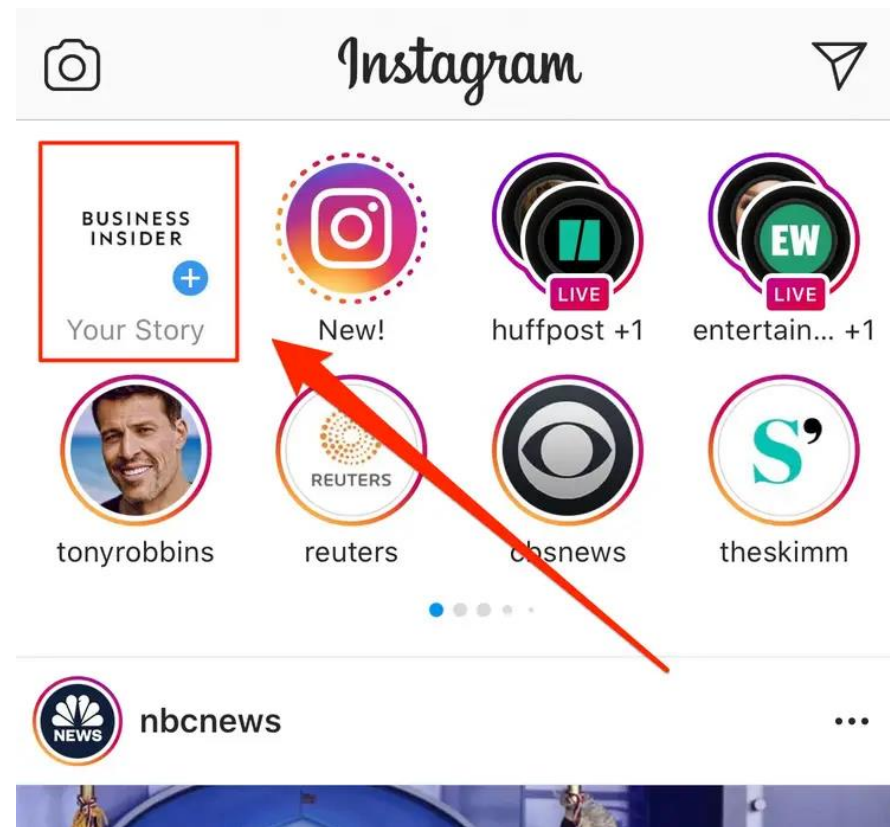 Instagram
BUSINESS
INSIDER
Your Story
New!
LIVE
huffpost +1
EW
LIVE
entertain... +1
tonyrobbins
REUTERS
reuters
cbsnews
S'
theskimm
NEWS
nbcnews